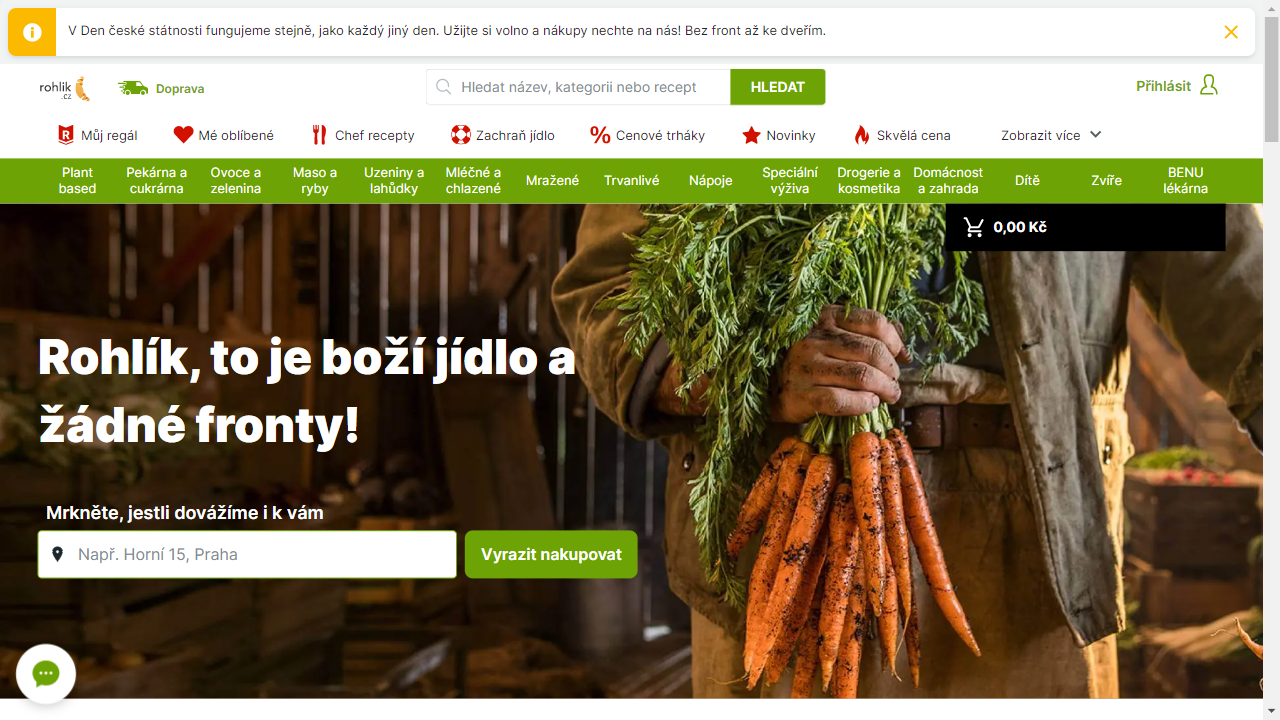 V Den české státnosti fungujeme stejně, jako každý jiný den. Užijte si volno a nákupy nechte na nás! Bez front až ke dveřím.
rohlik
.cz
Doprava
Hledat název, kategorii nebo recept
HLEDAT
Přihlásit
Můj regál
Mé oblíbené
Chef recepty
Zachraň jídlo
Cenové trháky
Novinky
Skvělá cena
Zobrazit více
Plant
based
Pekárna a
cukrárna
Ovoce a
zelenina
Maso a
ryby
Uzeniny a
lahůdky
Mléčné a
chlazené
Mražené
Trvanlivé
Nápoje
Speciální
výživa
Drogerie a
kosmetika
Domácnost
a zahrada
Dítě
Zvíře
BENU
lékárna
0,00 Kč
Rohlík, to je boží jídlo a
žádné fronty!
Mrkněte, jestli dovážíme i k vám
Např. Horní 15, Praha
Vyrazit nakupovat